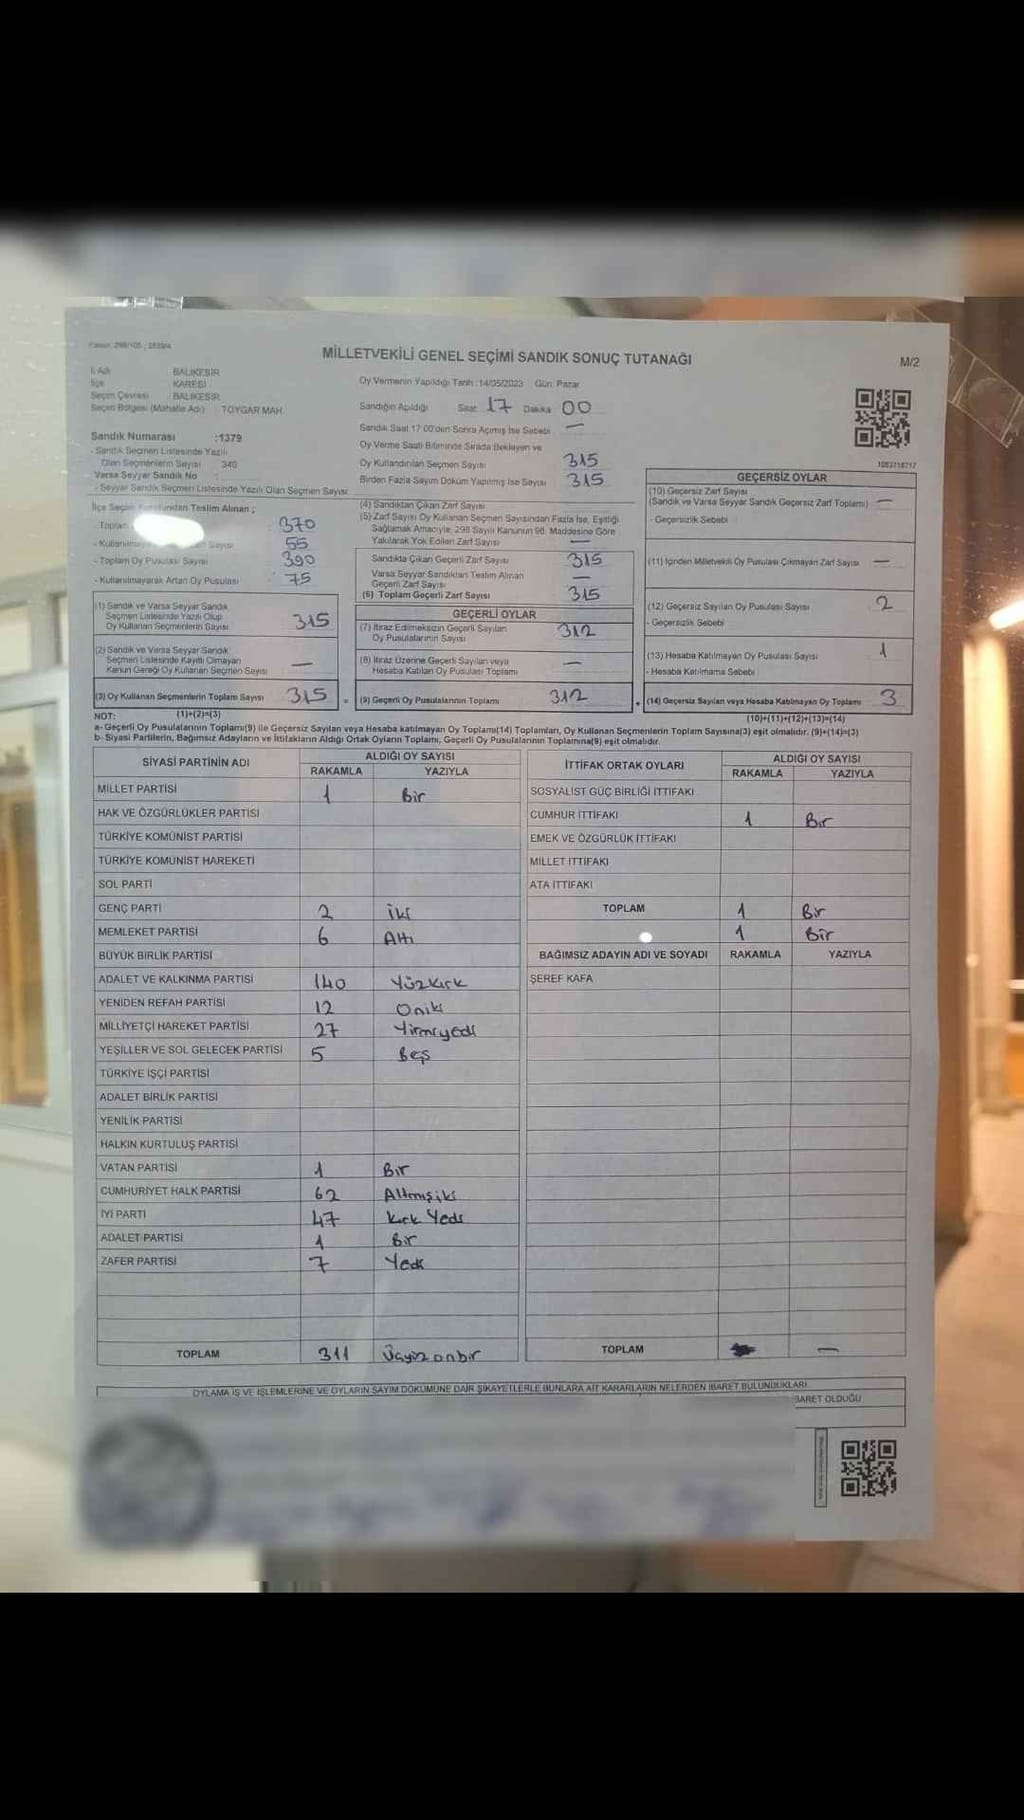 MİLLETVEKİLİ GENEL SEÇİMİ SANDIK SONUÇ TUTANAĞI
M/2
İl Adı BALIKESİR
İlçe KARESİ
Seçim Çevresi BALIKESİR
Seçim Bölgesi (Mahalle Adı) TOYGAR MAH.
Sandık Numarası :1379
- Sandık Seçmen Listesinde Yazılı
Olan Seçmenlerin Sayısı 340
Varsa Seyyar Sandık No :
- Seyyar Sandık Seçmen Listesinde Yazılı Olan Seçmen Sayısı
Oy Vermenin Yapıldığı Tarih :14/05/2023 Gün: Pazar
Sandığın Açıldığı Saat: 17 Dakika 00
Sandık Saat 17:00'den Sonra Açımış İse Sebebi —
Oy Verme Saati Bitiminde Sırada Bekleyen ve
Oy Kullandırılan Seçmen Sayısı 315
Birden Fazla Sayım Döküm Yapılmış İse Sayısı 315
1083718717
İlçe Seçim Teslim Alınan ;
- Toplam 370
- Sayısı 55
- Toplam Oy Pusulası Sayısı 390
- Kullanılmayarak Artan Oy Pusulası : 75
(1) Sandık ve Varsa Seyyar Sandık
Seçmen Listesinde Yazılı Olup
Oy Kullanan Seçmenlerin Sayısı 315
(2) Sandık ve Varsa Seyyar Sandık
Seçmen Listesinde Kayıtlı Olmayan
Kanun Gereği Oy Kullanan Seçmen Sayısı —
(3) Oy Kullanan Seçmenlerin Toplam Sayısı 315
(1)+(2)=(3)
(4) Sandıktan Çıkan Zarf Sayısı
(5) Zarf Sayısı Oy Kullanan Seçmen Sayısından Fazla İse, Eşitliği
Sağlamak Amacıyla, 298 Sayılı Kanunun 98. Maddesine Göre
Yakılarak Yok Edilen Zarf Sayısı —
Sandıkta Çıkan Geçerli Zarf Sayısı 315
Varsa Seyyar Sandıktan Teslim Alınan
Geçerli Zarf Sayısı —
(6) Toplam Geçerli Zarf Sayısı 315
GEÇERLİ OYLAR
(7) İtiraz Edilmeksizin Geçerli Sayılan
Oy Pusulalarının Sayısı 312
(8) İtiraz Üzerine Geçerli Sayılan veya
Hesaba Katılan Oy Pusulası Toplamı —
(9) Geçerli Oy Pusulalarının Toplamı 312
GEÇERSİZ OYLAR
(10) Geçersiz Zarf Sayısı
(Sandık ve Varsa Seyyar Sandık Geçersiz Zarf Toplamı) —
- Geçersizlik Sebebi
(11) İçinden Milletvekili Oy Pusulası Çıkmayan Zarf Sayısı —
(12) Geçersiz Sayılan Oy Pusulası Sayısı 2
- Geçersizlik Sebebi
(13) Hesaba Katılmayan Oy Pusulası Sayısı 1
- Hesaba Katılmama Sebebi
(14) Geçersiz Sayılan veya Hesaba Katılmayan Oy Toplamı 3
(10)+(11)+(12)+(13)=(14)
NOT:
a- Geçerli Oy Pusulalarının Toplamı(9) ile Geçersiz Sayılan veya Hesaba katılmayan Oy Toplamı(14) Toplamları, Oy Kullanan Seçmenlerin Toplam Sayısına(3) eşit olmalıdır. (9)+(14)=(3)
b- Siyasi Partilerin, Bağımsız Adayların ve İttifakların Aldığı Ortak Oyların Toplamı, Geçerli Oy Pusulalarının Toplamına(9) eşit olmalıdır.
SİYASİ PARTİNİN ADI ALDIĞI OY SAYISI
RAKAMLA YAZIYLA
MİLLET PARTİSİ 1 Bir
HAK VE ÖZGÜRLÜKLER PARTİSİ
TÜRKİYE KOMÜNİST PARTİSİ
TÜRKİYE KOMÜNİST HAREKETİ
SOL PARTİ
GENÇ PARTİ 2 iki
MEMLEKET PARTİSİ 6 Altı
BÜYÜK BİRLİK PARTİSİ
ADALET VE KALKINMA PARTİSİ 140 Yüzkırk
YENİDEN REFAH PARTİSİ 12 Oniki
MİLLİYETÇİ HAREKET PARTİSİ 27 Yirmiyedi
YEŞİLLER VE SOL GELECEK PARTİSİ 5 Beş
TÜRKİYE İŞÇİ PARTİSİ
ADALET BİRLİK PARTİSİ
YENİLİK PARTİSİ
HALKIN KURTULUŞ PARTİSİ
VATAN PARTİSİ 1 Bir
CUMHURİYET HALK PARTİSİ 62 Altmışiki
İYİ PARTİ 47 Kırk Yedi
ADALET PARTİSİ 1 Bir
ZAFER PARTİSİ 7 Yedi
TOPLAM 311 Üçyüz onbir
İTTİFAK ORTAK OYLARI ALDIĞI OY SAYISI
RAKAMLA YAZIYLA
SOSYALİST GÜÇ BİRLİĞİ İTTİFAKI
CUMHUR İTTİFAKI 1 Bir
EMEK VE ÖZGÜRLÜK İTTİFAKI
MİLLET İTTİFAKI
ATA İTTİFAKI
TOPLAM 1 Bir
1 Bir
BAĞIMSIZ ADAYIN ADI VE SOYADI RAKAMLA YAZIYLA
ŞEREF KAFA
TOPLAM —
OYLAMA İŞ VE İŞLEMLERİNE VE OYLARIN SAYIM DÖKÜMÜNE DAİR ŞİKAYETLERLE BUNLARA AİT KARARLARIN NELERDEN İBARET BULUNDUKLARI
BARET OLDUĞU